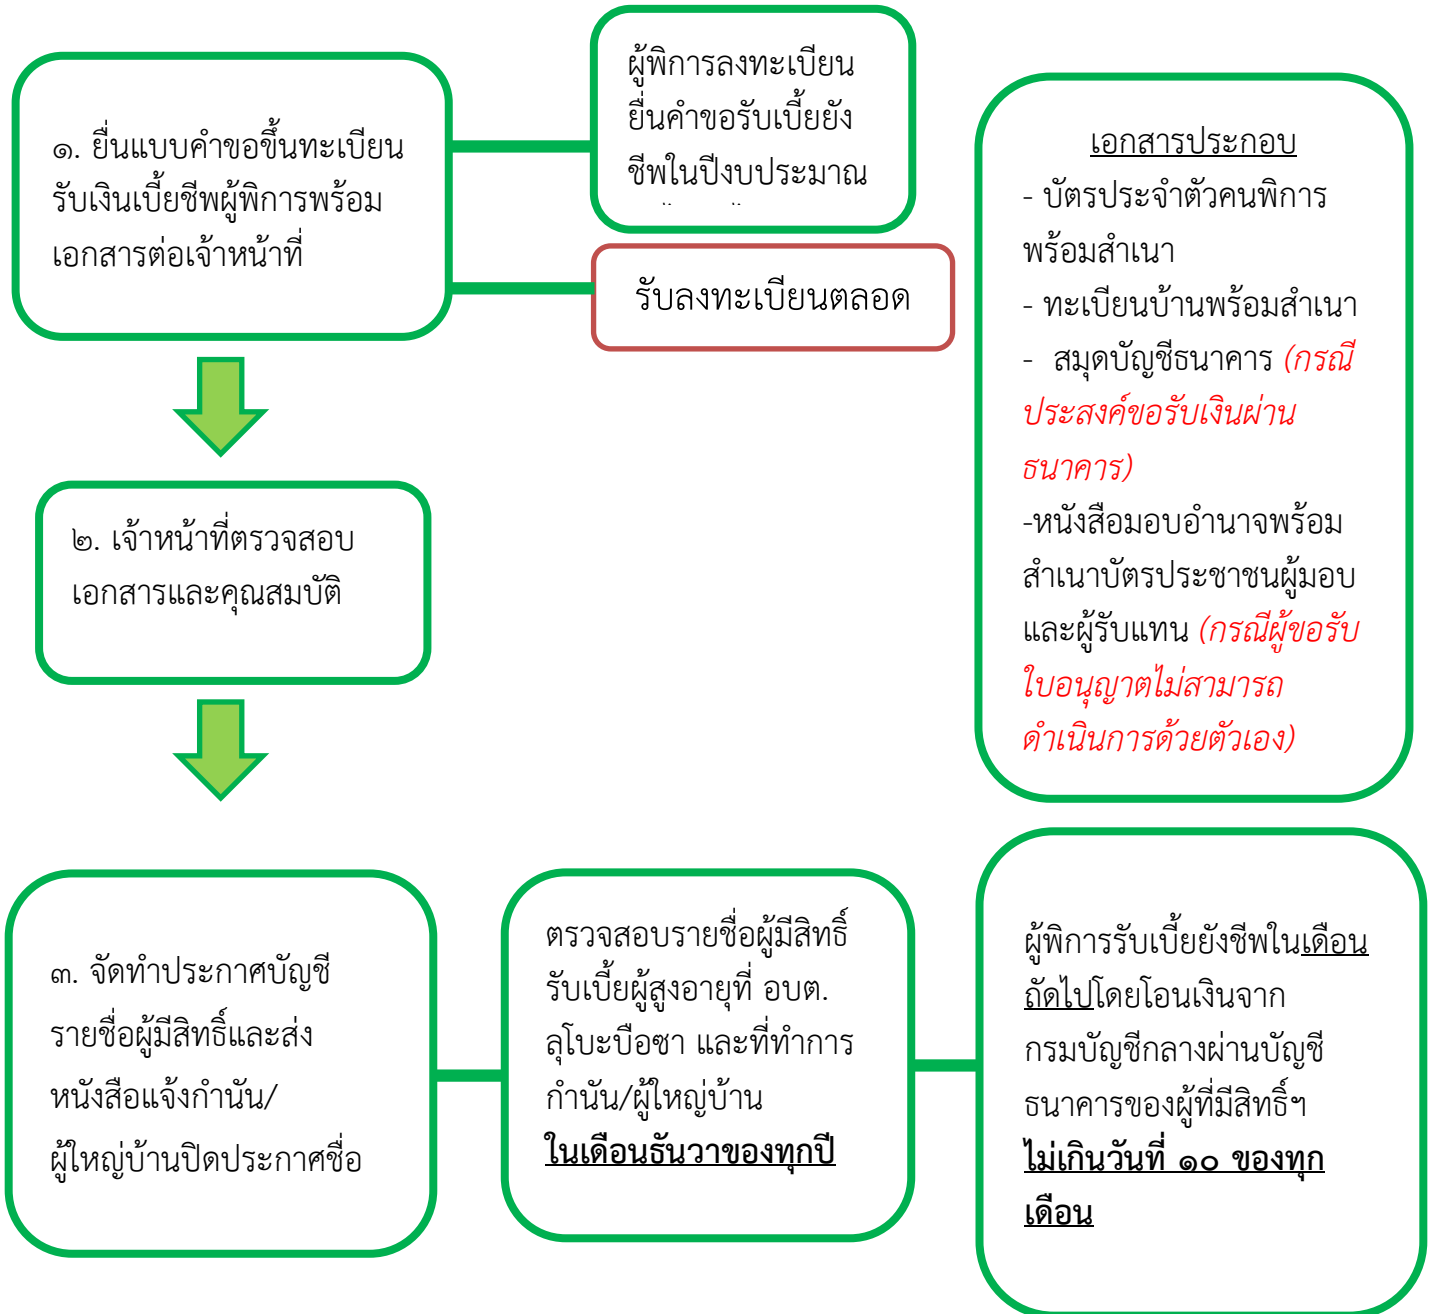 ๑. ยื่นแบบคำขอขึ้นทะเบียน
รับเงินเบี้ยชีพผู้พิการพร้อม
เอกสารต่อเจ้าหน้าที่
ผู้พิการลงทะเบียน
ยื่นคำขอรับเบี้ยยัง
ชีพในปีงบประมาณ
รับลงทะเบียนตลอด
เอกสารประกอบ
- บัตรประจำตัวคนพิการ
พร้อมสำเนา
- ทะเบียนบ้านพร้อมสำเนา
- สมุดบัญชีธนาคาร (กรณี
ประสงค์ขอรับเงินผ่าน
ธนาคาร)
-หนังสือมอบอำนาจพร้อม
สำเนาบัตรประชาชนผู้มอบ
และผู้รับแทน (กรณีผู้ขอรับ
ใบอนุญาตไม่สามารถ
ดำเนินการด้วยตัวเอง)
๒. เจ้าหน้าที่ตรวจสอบ
เอกสารและคุณสมบัติ
๓. จัดทำประกาศบัญชี
รายชื่อผู้มีสิทธิ์และส่ง
หนังสือแจ้งกำนัน/
ผู้ใหญ่บ้านปิดประกาศชื่อ
ตรวจสอบรายชื่อผู้มีสิทธิ์
รับเบี้ยผู้สูงอายุที่ อบต.
ลุโบะบือซา และที่ทำการ
กำนัน/ผู้ใหญ่บ้าน
ในเดือนธันวาของทุกปี
ผู้พิการรับเบี้ยยังชีพในเดือน
ถัดไปโดยโอนเงินจาก
กรมบัญชีกลางผ่านบัญชี
ธนาคารของผู้ที่มีสิทธิ์ฯ
ไม่เกินวันที่ ๑๐ ของทุก
เดือน